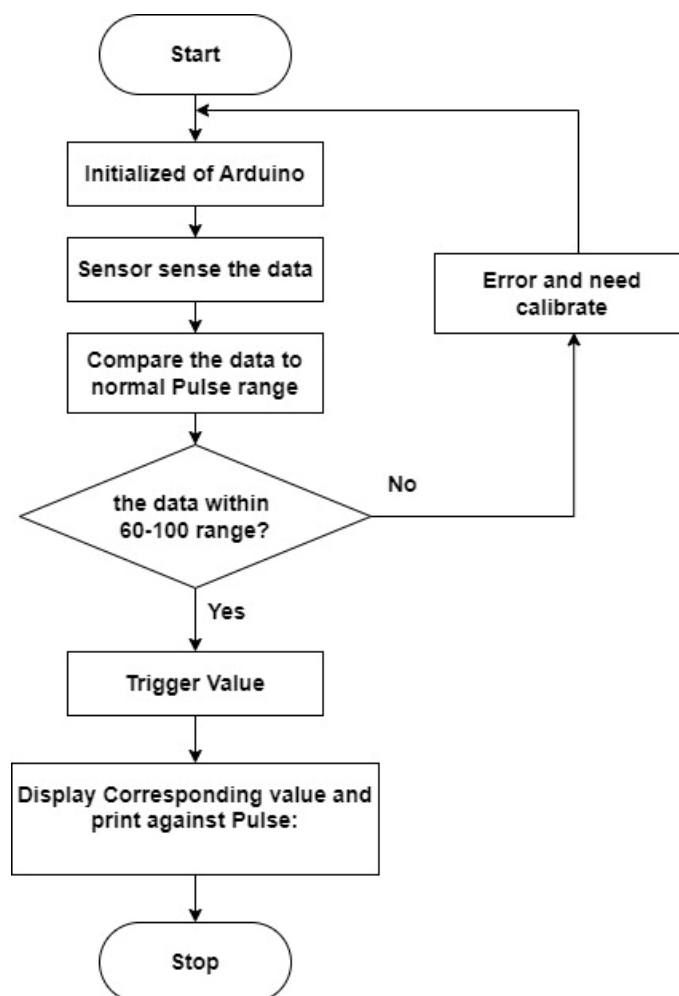 Start
Initialized of Arduino
Sensor sense the data
Error and need
calibrate
Compare the data to
normal Pulse range
the data within
60-100 range?
No
Yes
Trigger Value
Display Corresponding value and
print against Pulse:
Stop